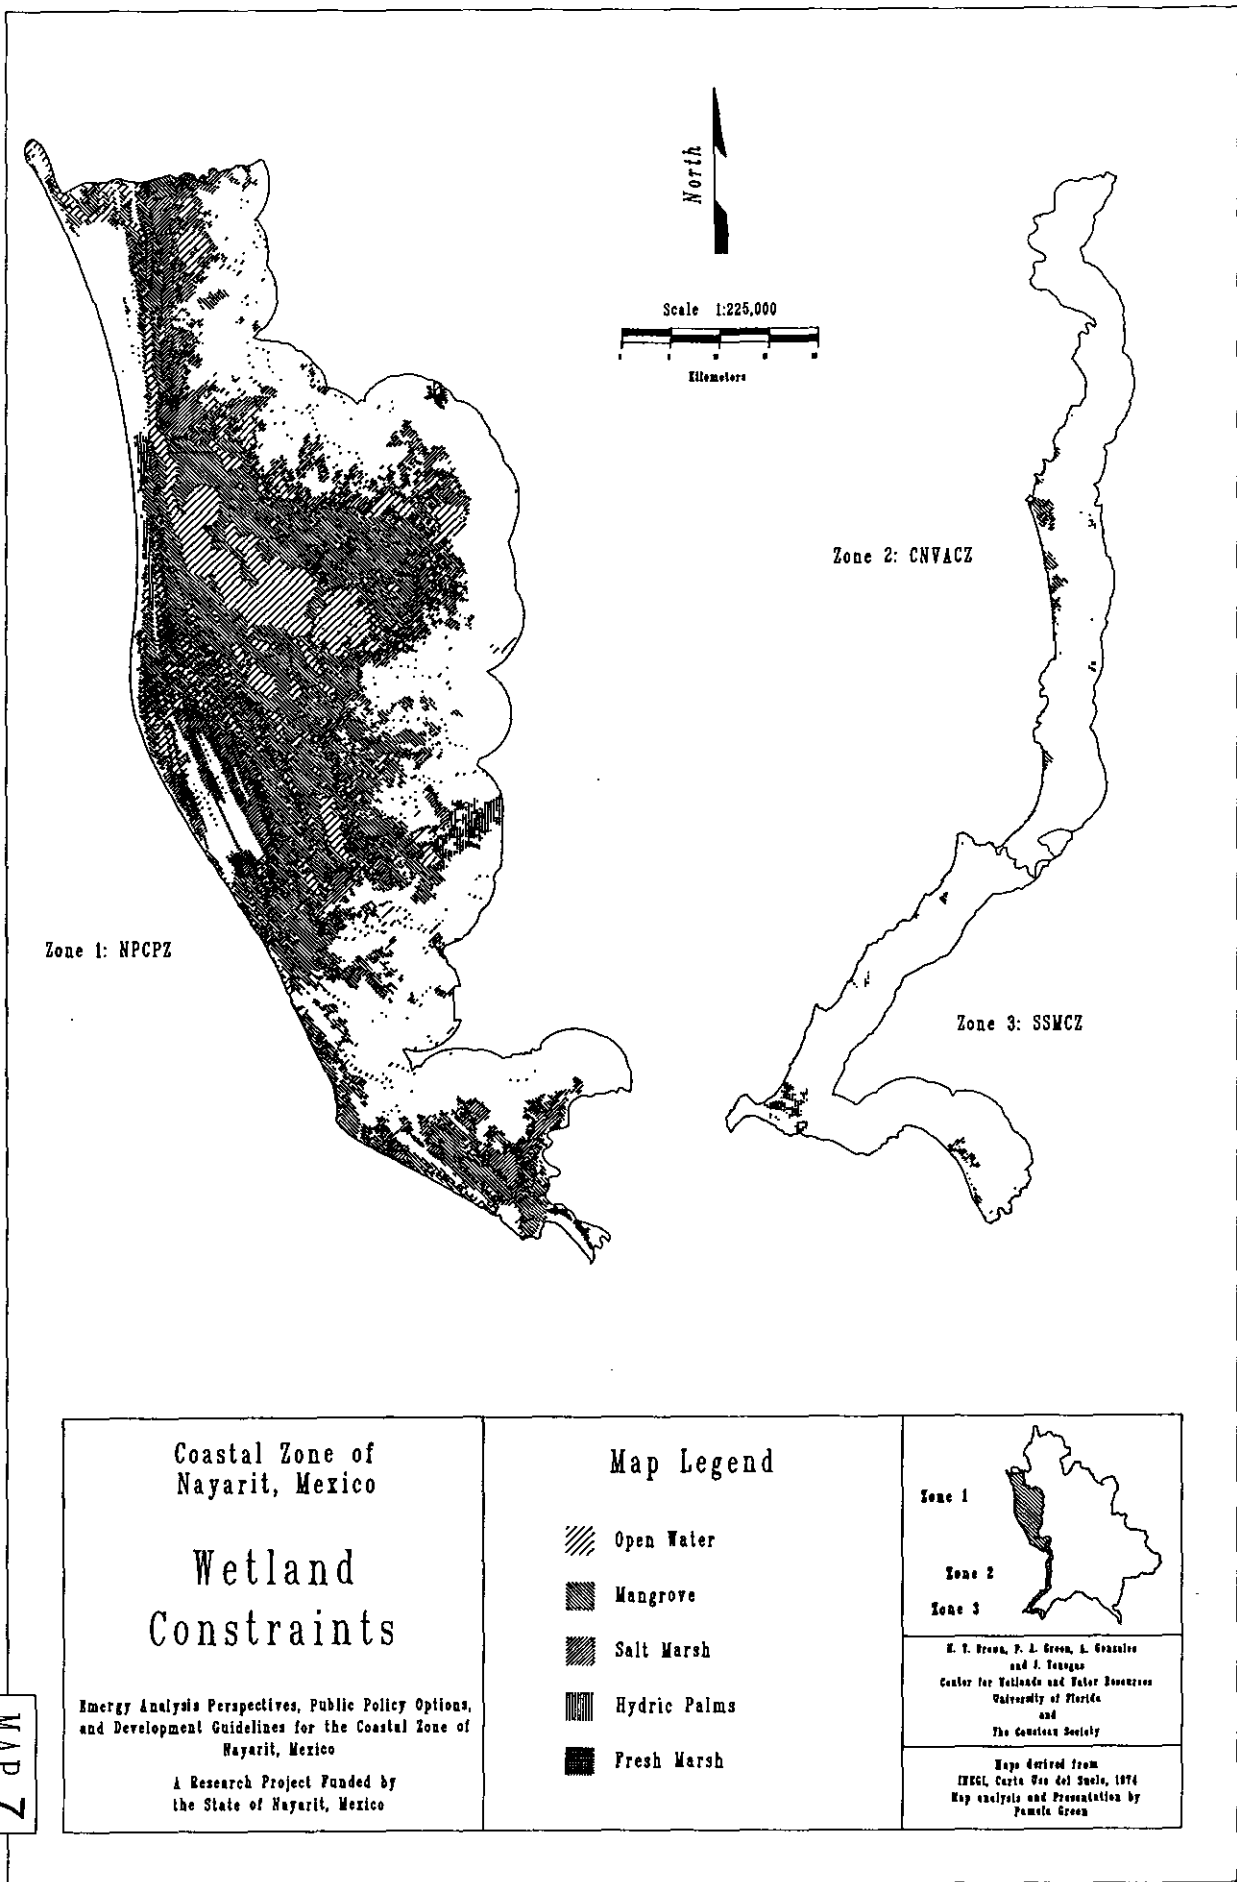 North
Scale 1:225,000
Kilometers
Zone 2: CNVACZ
Zone 1: NPCPZ
Zone 3: SSMCZ
Coastal Zone of
Nayarit, Mexico
Wetland
Constraints
Emergy Analysis Perspectives, Public Policy Options,
and Development Guidelines for the Coastal Zone of
Nayarit, Mexico
A Research Project Funded by
the State of Nayarit, Mexico
Map Legend
Open Water
Mangrove
Salt Marsh
Hydric Palms
Fresh Marsh
Zone 1
Zone 2
Zone 3
Brown, P. A. Green, A. Gonzales
and J.
Center for Wetlands and Water Resources
University of Florida
and
The Cousteau Society
Maps derived from
INEGI, Carta Uso del Suelo, 1974
Map analysis and Presentation by
Pamela Green
MAP 7